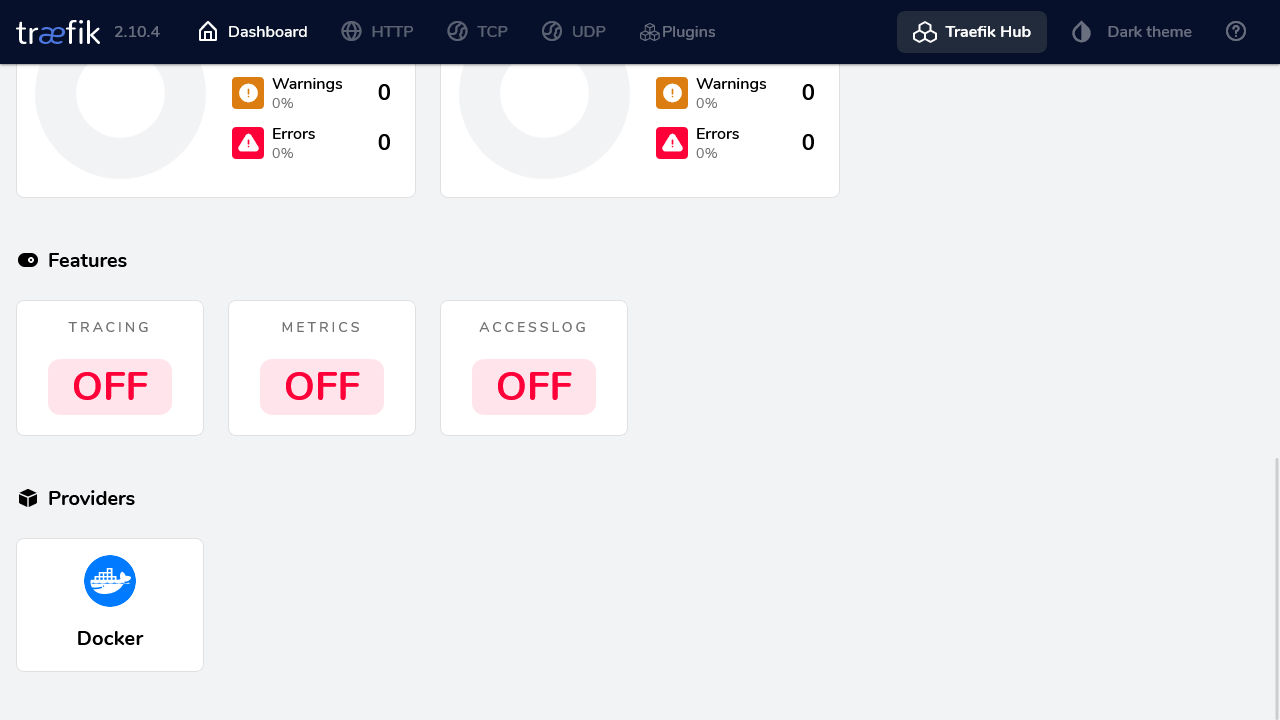 træfik 2.10.4 Dashboard HTTP TCP UDP Plugins Traefik Hub Dark theme
Warnings 0
0%
Errors 0
0%
Warnings 0
0%
Errors 0
0%
Features
TRACING
OFF
METRICS
OFF
ACCESSLOG
OFF
Providers
Docker